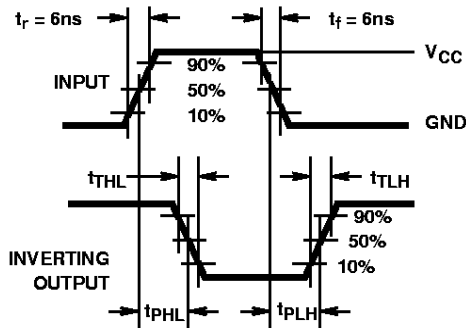 tr = 6ns
tf = 6ns
VCC
INPUT
90%
50%
10%
GND
tTHL
tTLH
90%
50%
10%
INVERTING
OUTPUT
tPHL
tPLH